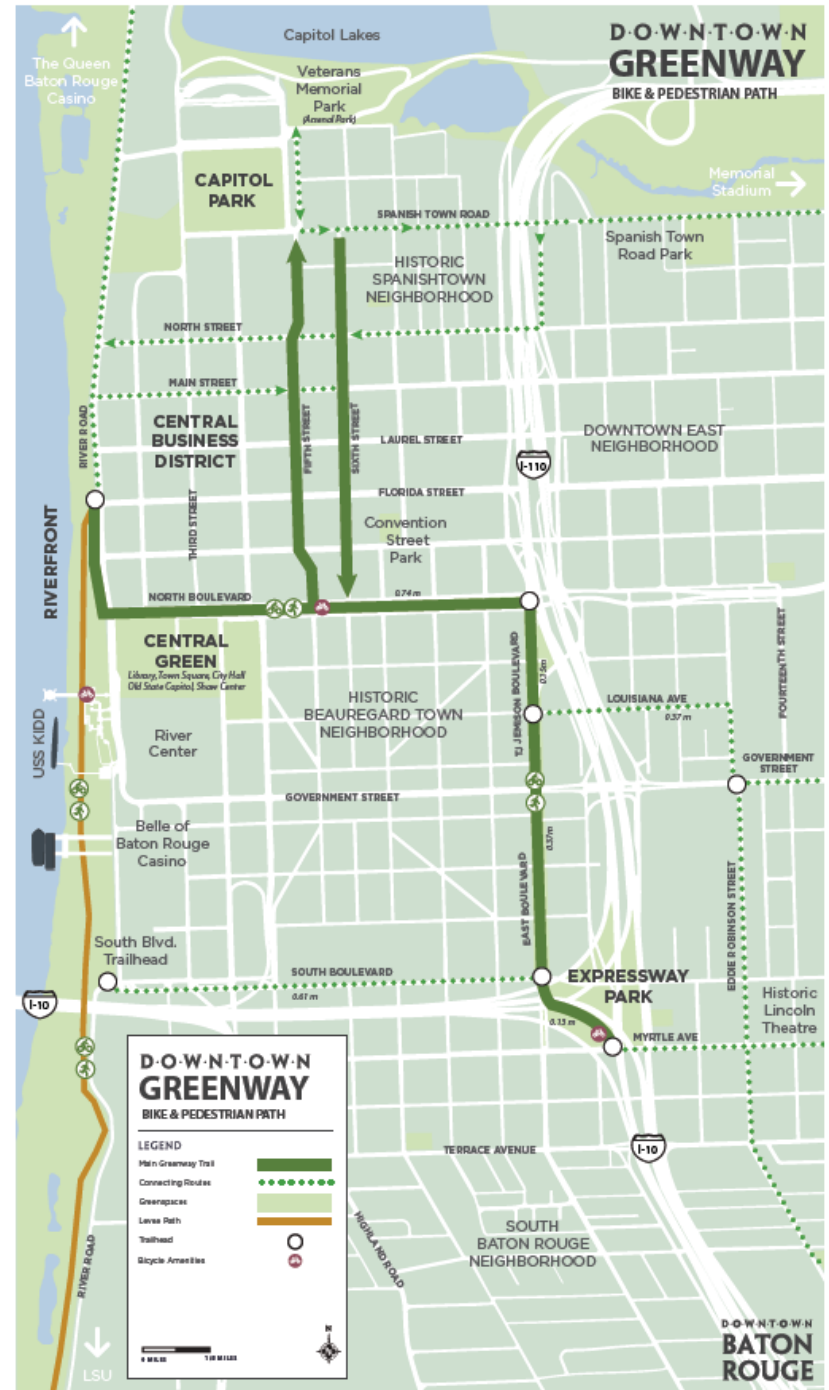 D·O·W·N·T·O·W·N
GREENWAY
BIKE & PEDESTRIAN PATH
Capitol Lakes
The Queen
Baton Rouge
Casino
Veterans
Memorial
Park
(Arsenal Park)
Memorial
Stadium
CAPITOL
PARK
SPANISH TOWN ROAD
Spanish Town
Road Park
HISTORIC
SPANISHTOWN
NEIGHBORHOOD
NORTH STREET
MAIN STREET
RIVER ROAD
CENTRAL
BUSINESS
DISTRICT
FIFTH STREET
SIXTH STREET
LAUREL STREET
DOWNTOWN EAST
NEIGHBORHOOD
I-110
FLORIDA STREET
THIRD STREET
Convention
Street
Park
RIVERFRONT
NORTH BOULEVARD
0.74 m
CENTRAL
GREEN
Library, Town Square, City Hall
Old State Capitol, Shaw Center
TJ JEMISON BOULEVARD
0.15m
FOURTEENTH STREET
HISTORIC
BEAUREGARD TOWN
NEIGHBORHOOD
LOUISIANA AVE
0.37 m
USS KIDD
River
Center
GOVERNMENT
STREET
GOVERNMENT STREET
Belle of
Baton Rouge
Casino
0.37m
EAST BOULEVARD
EDDIE ROBINSON STREET
South Blvd.
Trailhead
SOUTH BOULEVARD
0.61 m
EXPRESSWAY
PARK
I-10
Historic
Lincoln
Theatre
0.13 m
MYRTLE AVE
D·O·W·N·T·O·W·N
GREENWAY
BIKE & PEDESTRIAN PATH
LEGEND
Main Greenway Trail
Connecting Routes
Greenspaces
Levee Path
Trailhead
Bicycle Amenities
N
0 MILES
TERRACE AVENUE
I-10
HIGHLAND ROAD
SOUTH
BATON ROUGE
NEIGHBORHOOD
RIVER ROAD
LSU
D·O·W·N·T·O·W·N
BATON
ROUGE